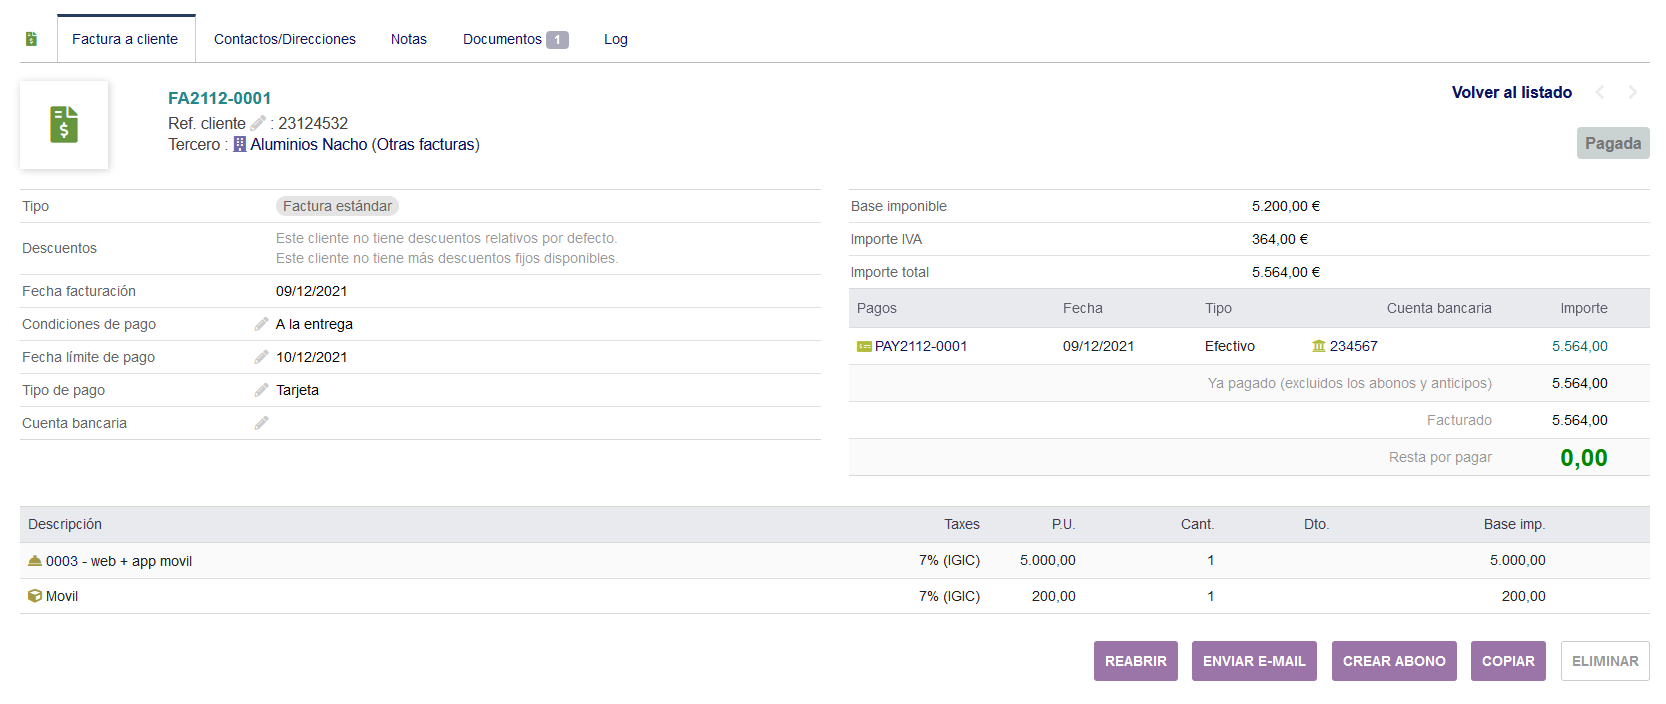 Factura a cliente Contactos/Direcciones Notas Documentos 1 Log
FA2112-0001
Ref. cliente : 23124532
Tercero : Aluminios Nacho (Otras facturas)
Volver al listado
Pagada
Tipo Factura estándar
Descuentos Este cliente no tiene descuentos relativos por defecto.
Este cliente no tiene más descuentos fijos disponibles.
Fecha facturación 09/12/2021
Condiciones de pago A la entrega
Fecha límite de pago 10/12/2021
Tipo de pago Tarjeta
Cuenta bancaria
Base imponible 5.200,00 €
Importe IVA 364,00 €
Importe total 5.564,00 €
Pagos Fecha Tipo Cuenta bancaria Importe
PAY2112-0001 09/12/2021 Efectivo 234567 5.564,00
Ya pagado (excluidos los abonos y anticipos) 5.564,00
Facturado 5.564,00
Resta por pagar 0,00
Descripción Taxes P.U. Cant. Dto. Base imp.
0003 - web + app movil 7% (IGIC) 5.000,00 1 5.000,00
Movil 7% (IGIC) 200,00 1 200,00
REABRIR ENVIAR E-MAIL CREAR ABONO COPIAR ELIMINAR